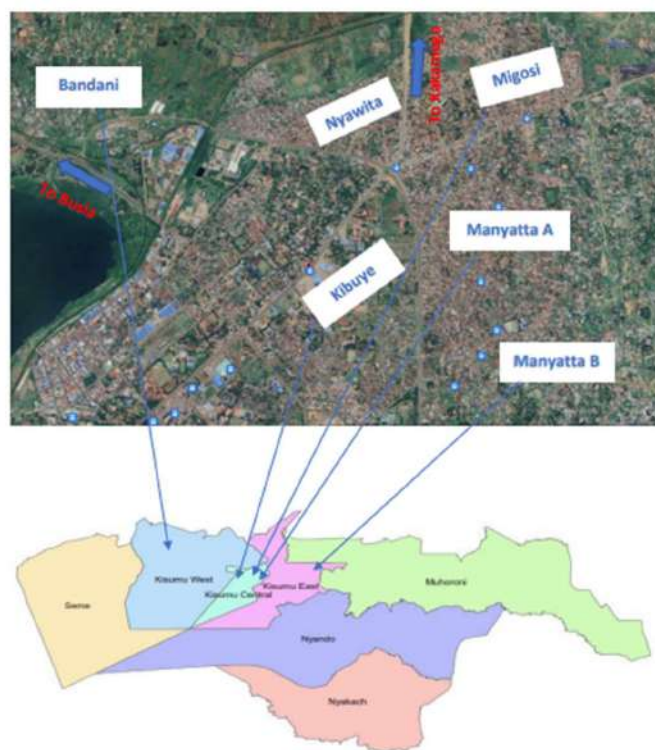 Bandani
Nyawita
To Kakamega
Migosi
To Busia
Kibuye
Manyatta A
Manyatta B
Kisumu West
Kisumu East
Kisumu Central
Seme
Muhoroni
Nyando
Nyakach